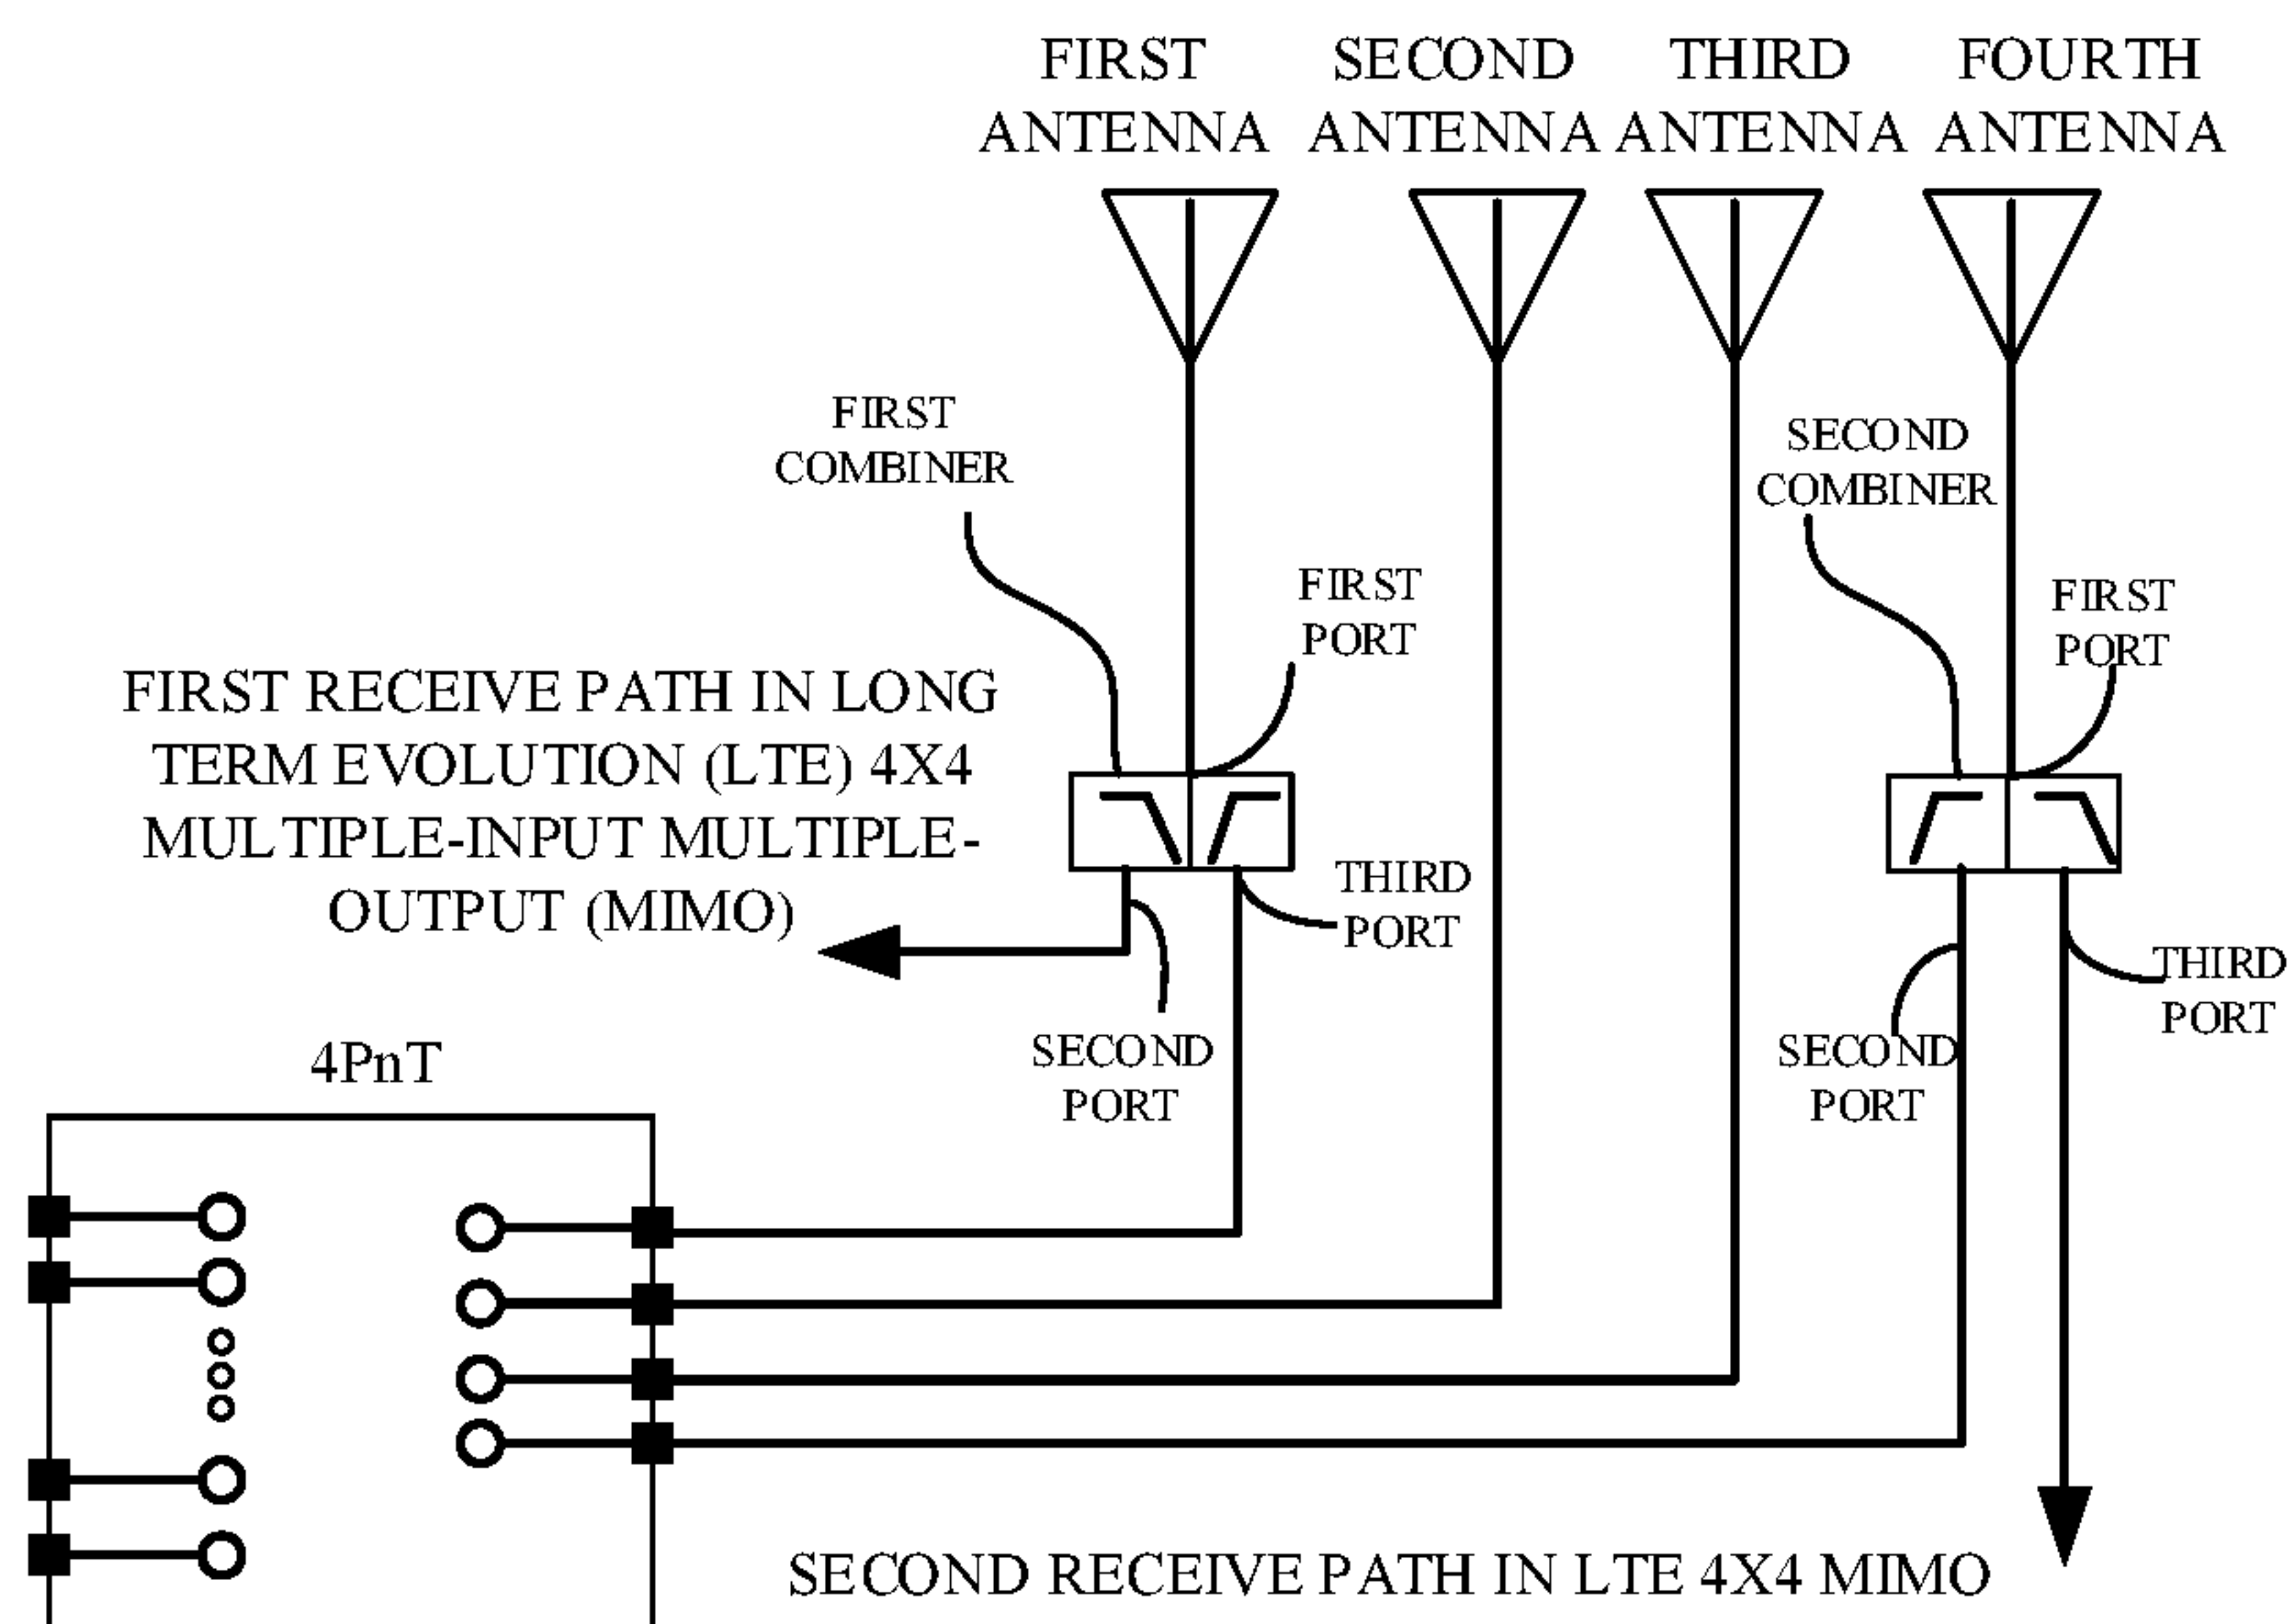 FIRST
ANTENNA
SECOND
ANTENNA
THIRD
ANTENNA
FOURTH
ANTENNA
FIRST
COMBINER
SECOND
COMBINER
FIRST
PORT
FIRST
PORT
FIRST RECEIVE PATH IN LONG
TERM EVOLUTION (LTE) 4X4
MULTIPLE-INPUT MULTIPLE-
OUTPUT (MIMO)
THIRD
PORT
THIRD
PORT
SECOND
PORT
SECOND
PORT
4PnT
SECOND RECEIVE PATH IN LTE 4X4 MIMO